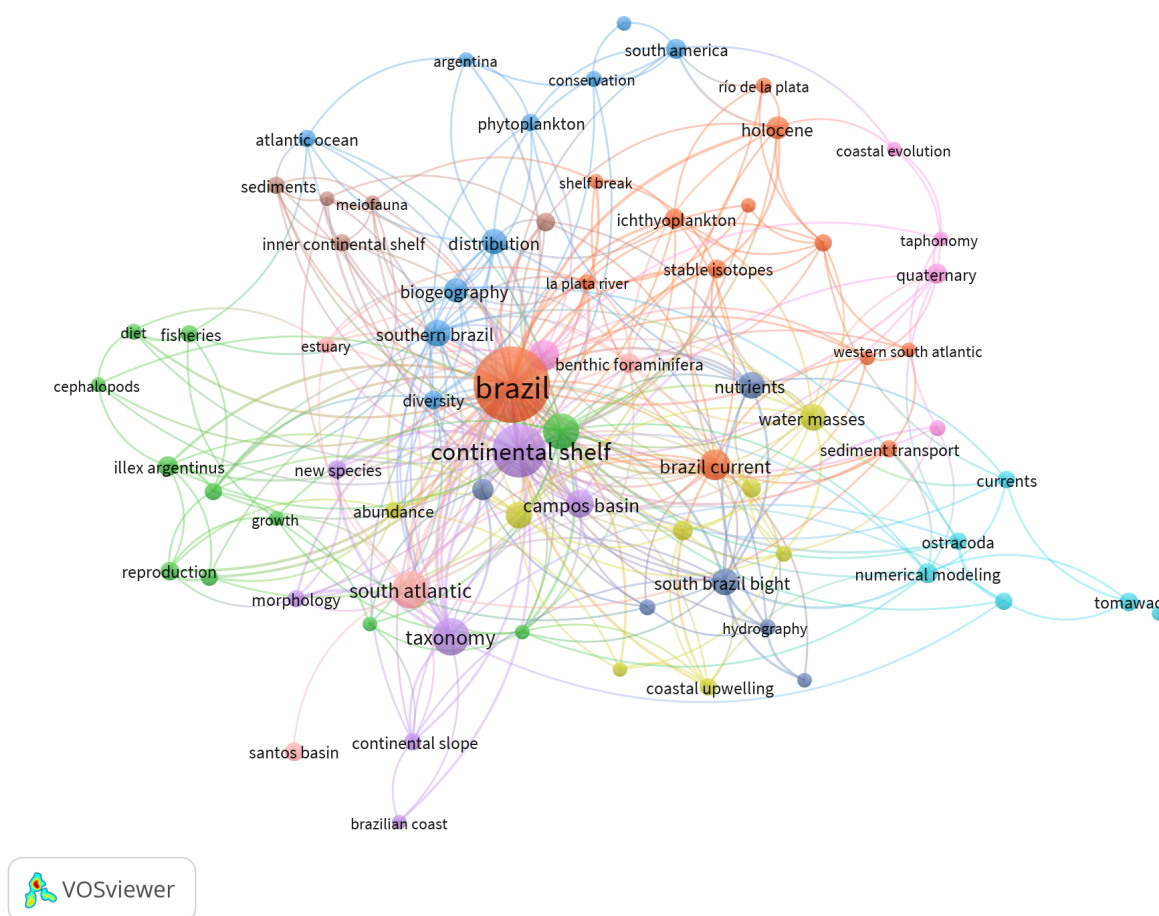 south america
argentina
conservation
río de la plata
phytoplankton
holocene
atlantic ocean
coastal evolution
shelf break
sediments
meiofauna
ichthyoplankton
inner continental shelf
distribution
taphonomy
stable isotopes
quaternary
la plata river
biogeography
diet
fisheries
southern brazil
estuary
western south atlantic
benthic foraminifera
cephalopods
brazil
nutrients
diversity
water masses
continental shelf
sediment transport
illex argentinus
new species
brazil current
currents
campos basin
abundance
growth
ostracoda
reproduction
numerical modeling
south brazil bight
south atlantic
morphology
tomawac
hydrography
taxonomy
coastal upwelling
continental slope
santos basin
brazilian coast
VOSviewer